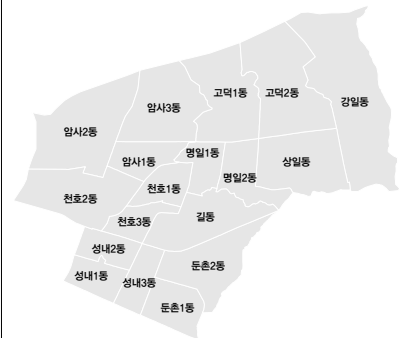 고덕1동
고덕2동
강일동
암사3동
암사2동
명일1동
암사1동
상일동
명일2동
천호1동
천호2동
길동
천호3동
성내2동
둔촌2동
성내1동
성내3동
둔촌1동